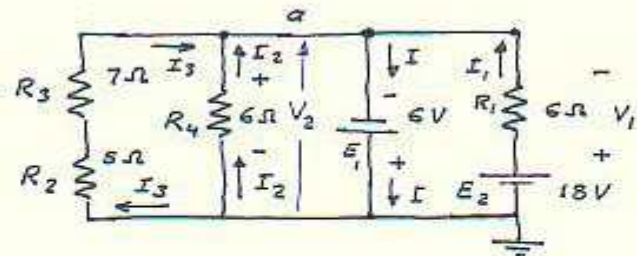 a
7Ω I₃ I₂ I I₁ -
R₃ + - R₁
R₄ 6Ω V₂ 6V 6Ω V₁
5Ω - E₁ + +
R₂ I₃ I₂ I E₂ 18V